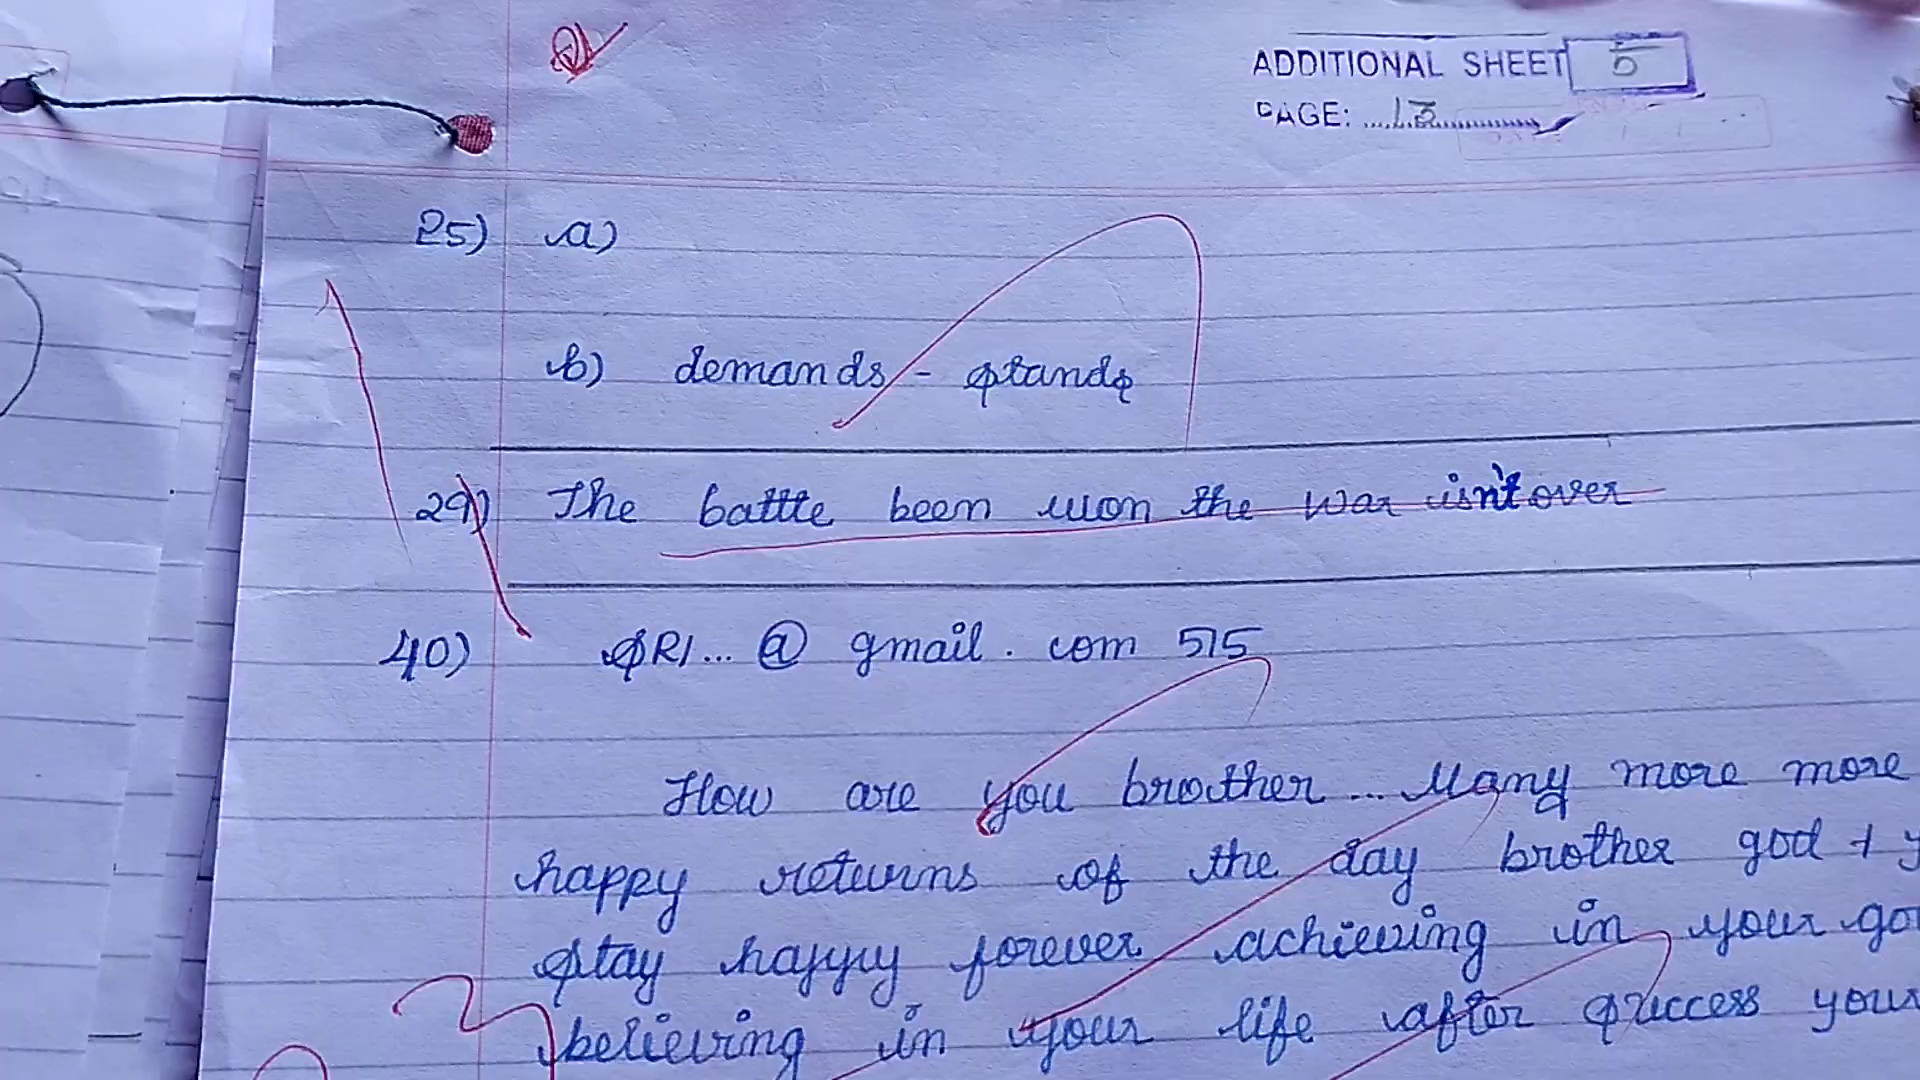 ADDITIONAL SHEET 5
PAGE: ...13
25) a)
b) demands - stands
29) The battle been won the war isn't over
40) SRI... @ gmail. com 515
How are you brother... Many more more
happy returns of the day brother god + y
stay happy forever achieving in your go
believing in your life after success your